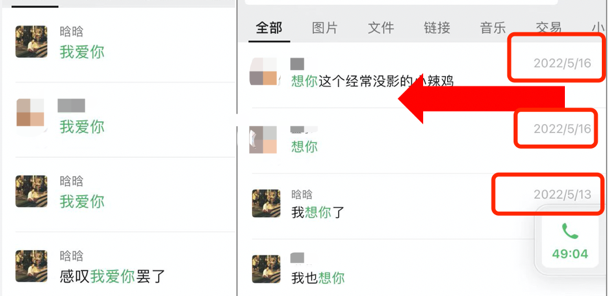 晗晗
我爱你
我爱你
晗晗
我爱你
晗晗
感叹我爱你罢了
全部 图片 文件 链接 音乐 交易 小
2022/5/16
想你这个经常没影的小辣鸡
2022/5/16
想你
晗晗
2022/5/13
我想你了
我也想你
49:04